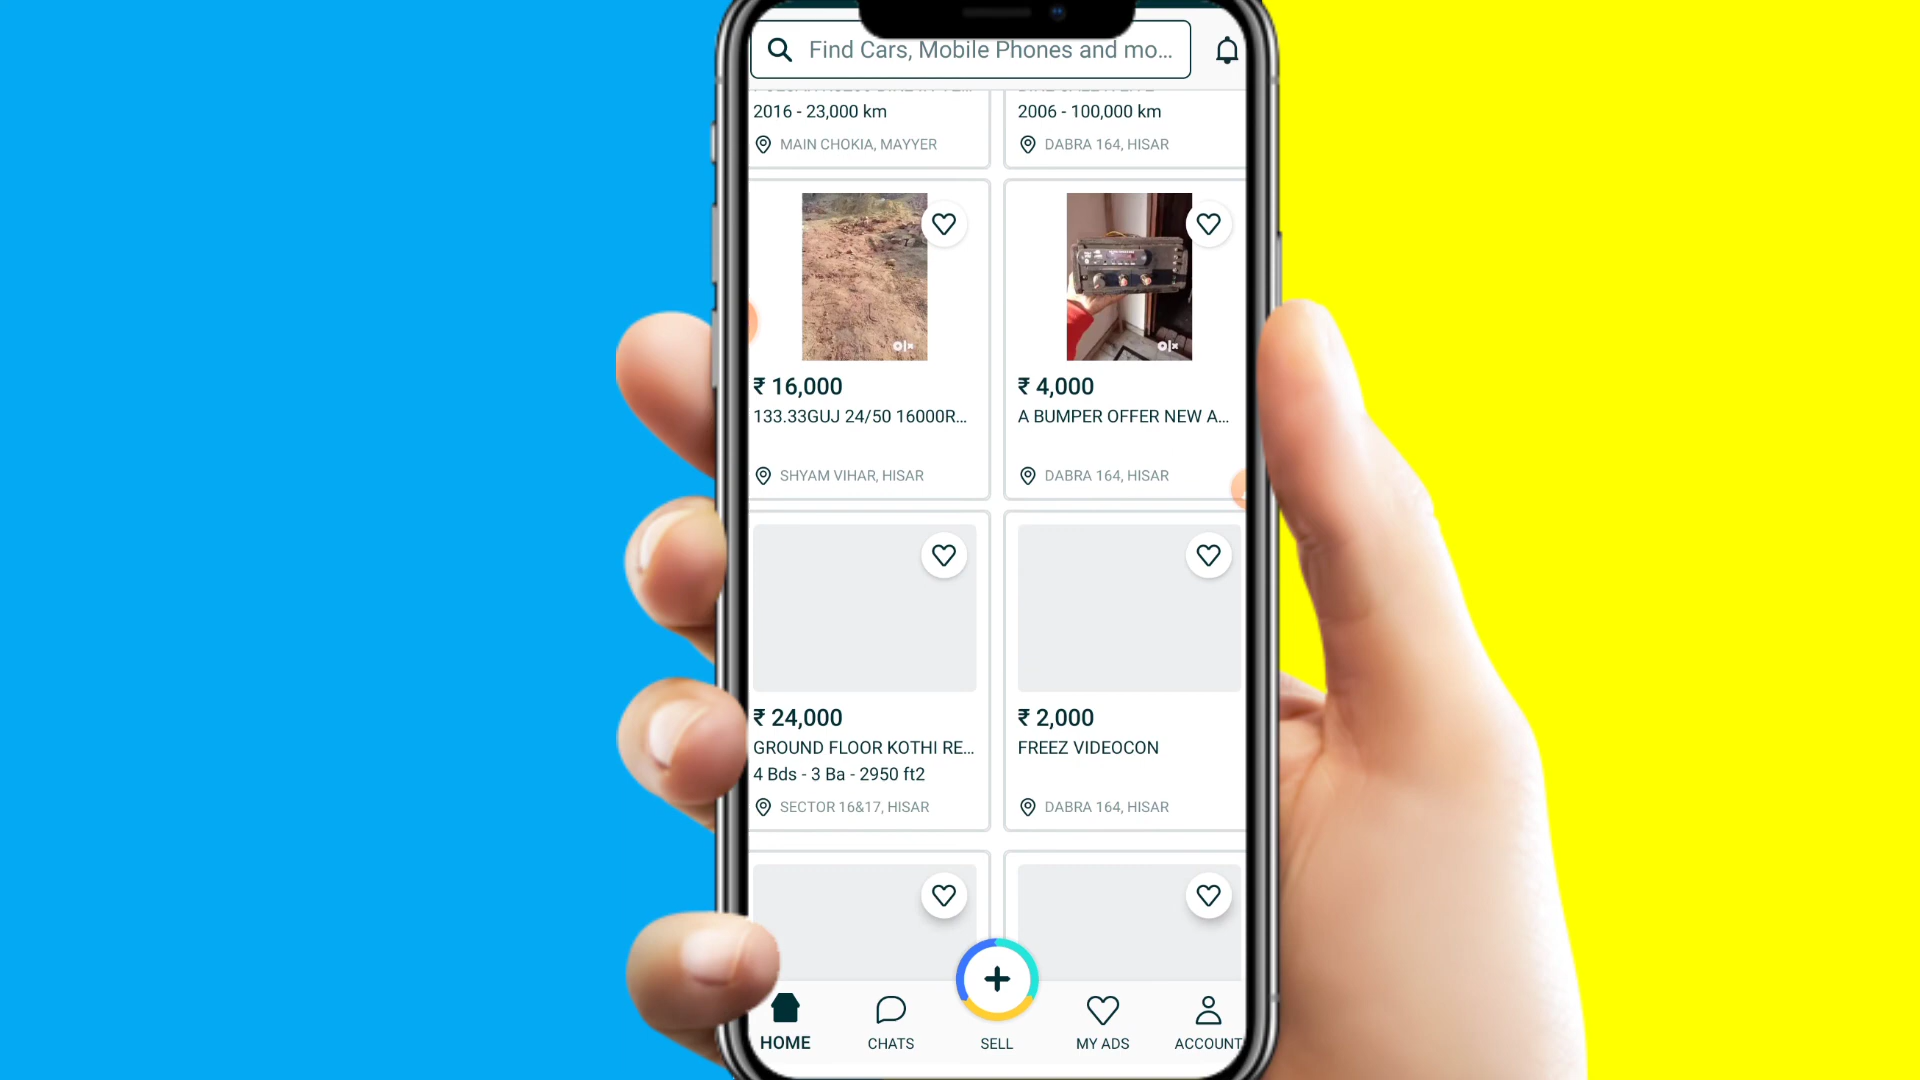 Find Cars, Mobile Phones and mo...
2016 - 23,000 km
MAIN CHOKIA, MAYYER
2006 - 100,000 km
DABRA 164, HISAR
olx
₹ 16,000
133.33GUJ 24/50 16000R...
SHYAM VIHAR, HISAR
olx
₹ 4,000
A BUMPER OFFER NEW A...
DABRA 164, HISAR
₹ 24,000
GROUND FLOOR KOTHI RE...
4 Bds - 3 Ba - 2950 ft2
SECTOR 16&17, HISAR
₹ 2,000
FREEZ VIDEOCON
DABRA 164, HISAR
HOME
CHATS
SELL
MY ADS
ACCOUNT